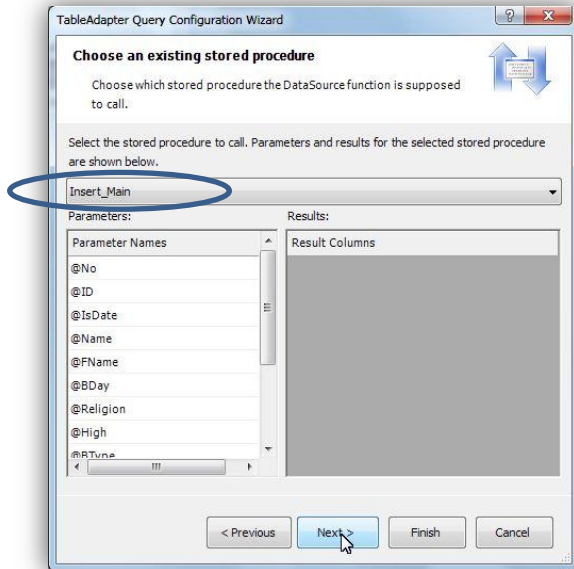 TableAdapter Query Configuration Wizard
Choose an existing stored procedure
Choose which stored procedure the DataSource function is supposed
to call.
Select the stored procedure to call. Parameters and results for the selected stored procedure
are shown below.
Insert_Main
Parameters:
Results:
Parameter Names
Result Columns
@No
@ID
@IsDate
@Name
@FName
@BDay
@Religion
@High
@BType
< Previous
Next >
Finish
Cancel